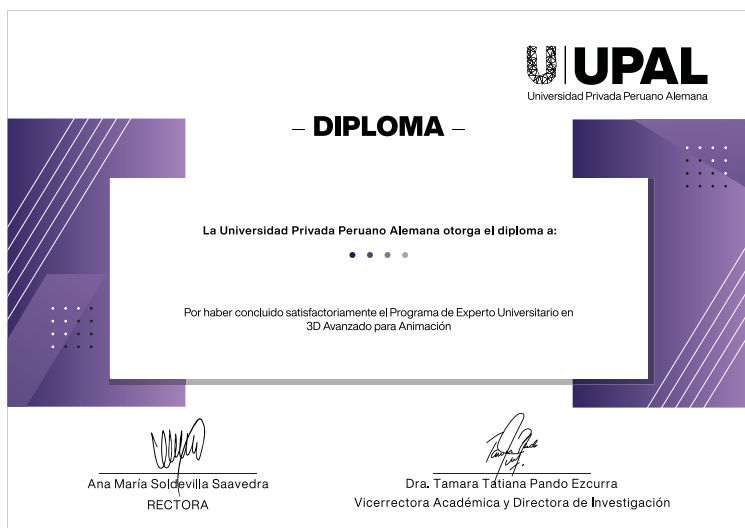 UPAL
Universidad Privada Peruano Alemana
– DIPLOMA –
La Universidad Privada Peruano Alemana otorga el diploma a:
Por haber concluido satisfactoriamente el Programa de Experto Universitario en
3D Avanzado para Animación
Ana María Soldevilla Saavedra
RECTORA
Dra. Tamara Tatiana Pando Ezcurra
Vicerrectora Académica y Directora de Investigación